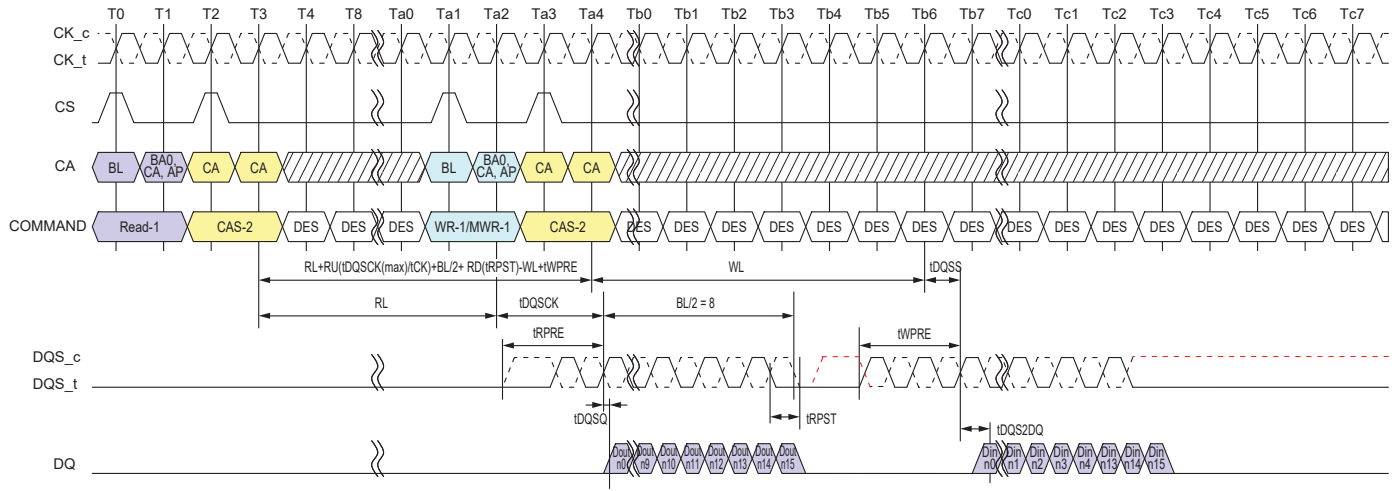 T0 T1 T2 T3 T4 T8 Ta0 Ta1 Ta2 Ta3 Ta4 Tb0 Tb1 Tb2 Tb3 Tb4 Tb5 Tb6 Tb7 Tc0 Tc1 Tc2 Tc3 Tc4 Tc5 Tc6 Tc7
CK_c
CK_t
CS
CA BL BA0, CA, AP CA CA BL BA0, CA, AP CA CA
COMMAND Read-1 CAS-2 DES DES DES WR-1/MWR-1 CAS-2 DES DES DES DES DES DES DES DES DES DES DES DES DES DES DES DES
RL+RU(tDQSCK(max)/tCK)+BL/2+ RD(tRPST)-WL+tWPRE WL tDQSS
RL tDQSCK BL/2 = 8
tRPRE tWPRE
DQS_c
DQS_t
tDQSQ tRPST tDQS2DQ
DQ Dout n0 Dout n9 Dout n10 Dout n11 Dout n12 Dout n13 Dout n14 Dout n15 Din n0 Din n1 Din n2 Din n3 Din n4 Din n13 Din n14 Din n15